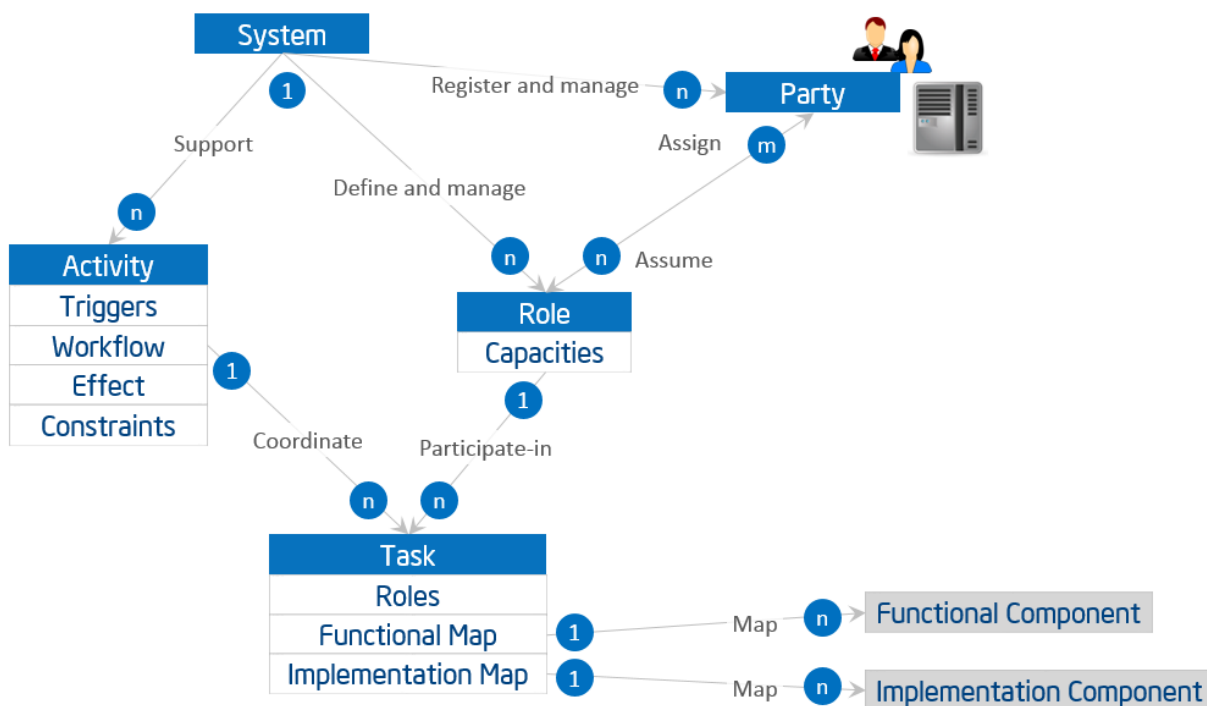 System
1
Register and manage
n
Party
Support
Assign
m
Define and manage
n
n
n
Assume
Activity
Triggers
Workflow
Effect
Constraints
Role
Capacities
1
1
Coordinate
Participate-in
n
n
Task
Roles
Functional Map
Implementation Map
1
Map
n
Functional Component
1
Map
n
Implementation Component